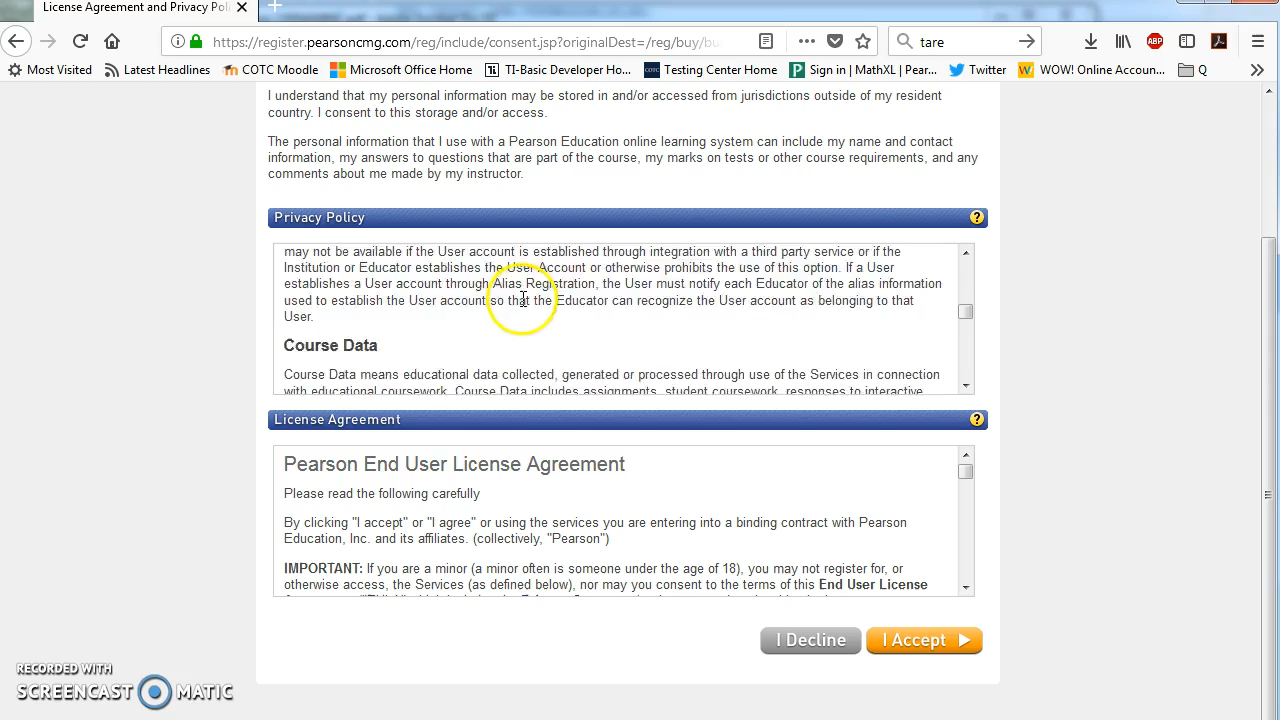 License Agreement and Privacy Poli
https://register.pearsoncmg.com/reg/include/consent.jsp?originalDest=/reg/buy/bu
tare
ABP
Most Visited
Latest Headlines
COTC Moodle
Microsoft Office Home
TI-Basic Developer Ho...
Testing Center Home
Sign in | MathXL | Pear...
Twitter
WOW! Online Accoun...
Q
I understand that my personal information may be stored in and/or accessed from jurisdictions outside of my resident
country. I consent to this storage and/or access.
The personal information that I use with a Pearson Education online learning system can include my name and contact
information, my answers to questions that are part of the course, my marks on tests or other course requirements, and any
comments about me made by my instructor.
Privacy Policy
?
may not be available if the User account is established through integration with a third party service or if the
Institution or Educator establishes the User Account or otherwise prohibits the use of this option. If a User
establishes a User account through Alias Registration, the User must notify each Educator of the alias information
used to establish the User account so that the Educator can recognize the User account as belonging to that
User.
Course Data
Course Data means educational data collected, generated or processed through use of the Services in connection
with educational coursework. Course Data includes assignments, student coursework, responses to interactive
License Agreement
?
Pearson End User License Agreement
Please read the following carefully
By clicking "I accept" or "I agree" or using the services you are entering into a binding contract with Pearson
Education, Inc. and its affiliates. (collectively, "Pearson")
IMPORTANT: If you are a minor (a minor often is someone under the age of 18), you may not register for, or
otherwise access, the Services (as defined below), nor may you consent to the terms of this End User License
I Decline
I Accept
RECORDED WITH
SCREENCAST MATIC